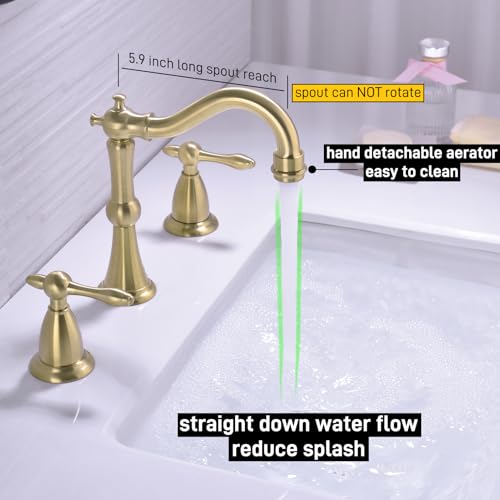 5.9 inch long spout reach
spout can NOT rotate
hand detachable aerator
easy to clean
straight down water flow
reduce splash